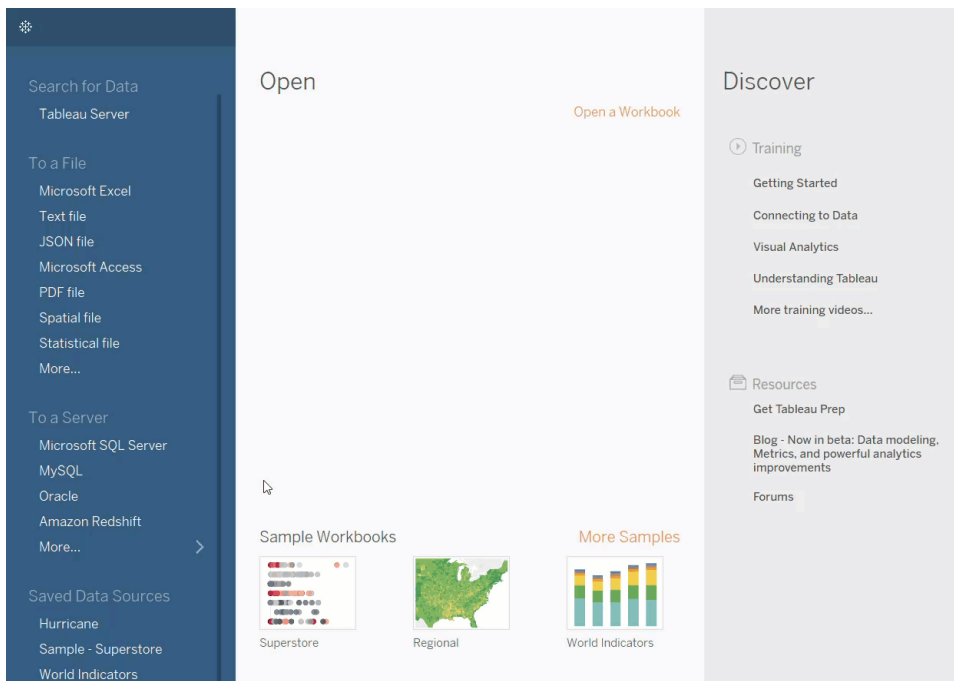 Search for Data
Tableau Server
To a File
Microsoft Excel
Text file
JSON file
Microsoft Access
PDF file
Spatial file
Statistical file
More...
To a Server
Microsoft SQL Server
MySQL
Oracle
Amazon Redshift
More...
Saved Data Sources
Hurricane
Sample - Superstore
World Indicators
Open
Open a Workbook
Sample Workbooks
More Samples
Superstore
Regional
World Indicators
Discover
Training
Getting Started
Connecting to Data
Visual Analytics
Understanding Tableau
More training videos...
Resources
Get Tableau Prep
Blog - Now in beta: Data modeling,
Metrics, and powerful analytics
improvements
Forums